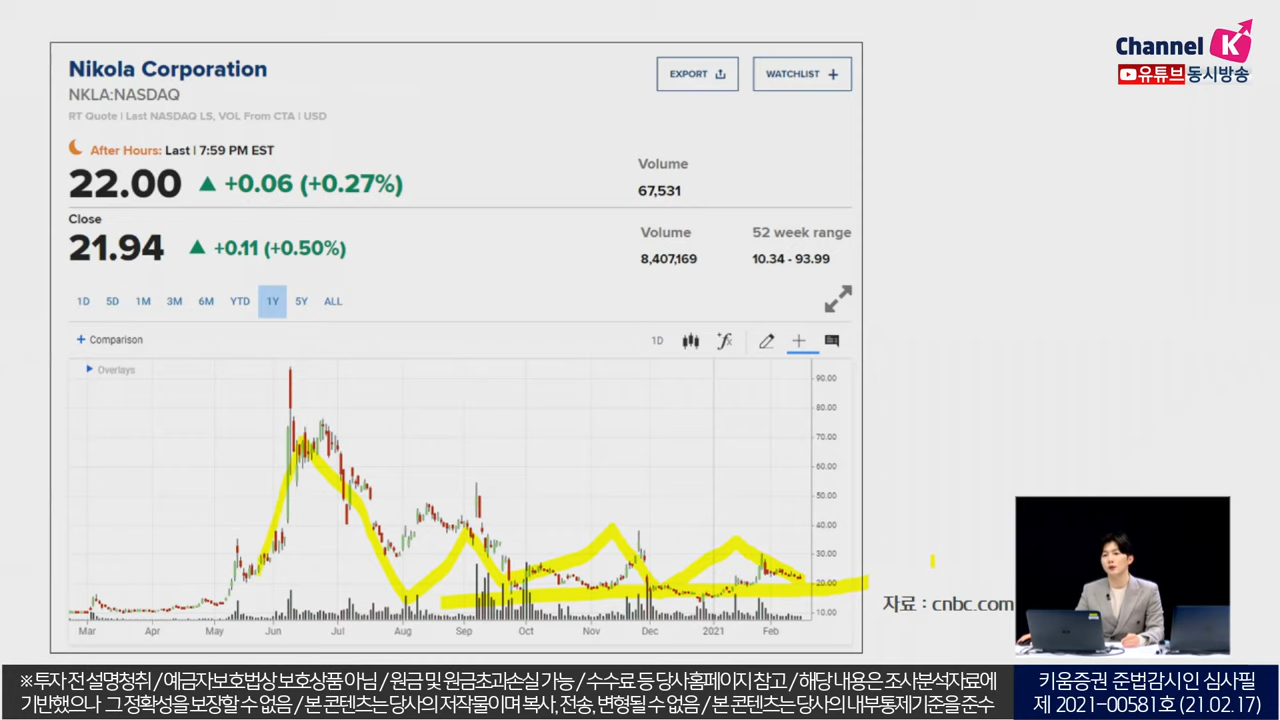 Channel K
유튜브 동시방송
Nikola Corporation
NKLA:NASDAQ
RT Quote | Last NASDAQ LS, VOL From CTA | USD
EXPORT
WATCHLIST +
After Hours: Last | 7:59 PM EST
22.00 ▲ +0.06 (+0.27%)
Volume
67,531
Close
21.94 ▲ +0.11 (+0.50%)
Volume
8,407,169
52 week range
10.34 - 93.99
1D 5D 1M 3M 6M YTD 1Y 5Y ALL
+ Comparison
1D
fx
Overlays
90.00
80.00
70.00
60.00
50.00
40.00
30.00
20.00
10.00
Mar Apr May Jun Jul Aug Sep Oct Nov Dec 2021 Feb
자료 : cnbc.com
※ 투자 전 설명청취 / 예금자보호법상 보호상품 아님 / 원금 및 원금초과손실 가능 / 수수료 등 당사홈페이지 참고 / 해당 내용은 조사분석자료에
기반했으나 그 정확성을 보장할 수 없음 / 본 콘텐츠는 당사의 저작물이며 복사, 전송, 변형될 수 없음 / 본 콘텐츠는 당사의 내부통제기준을 준수
키움증권 준법감시인 심사필
제 2021-00581호 (21.02.17)